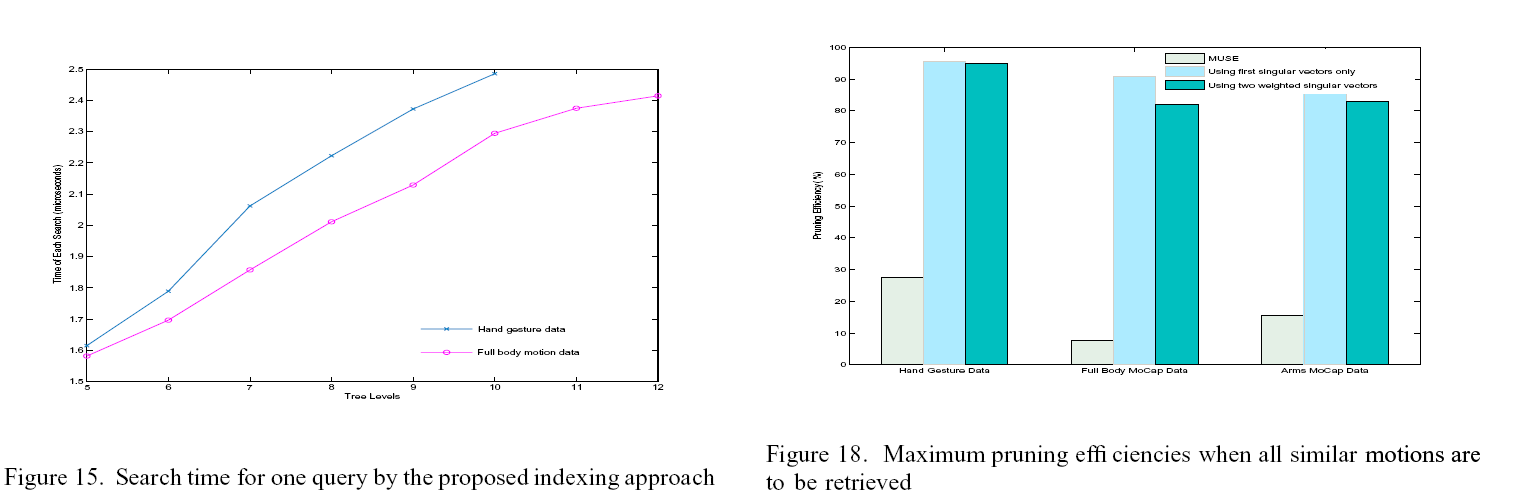 2.5
2.4
2.3
2.2
2.1
2
1.9
1.8
1.7
1.6
1.5
Time of Each Search (microseconds)
Hand gesture data
Full body motion data
5 6 7 8 9 10 11 12
Tree Levels
Figure 15. Search time for one query by the proposed indexing approach
100
90
80
70
60
50
40
30
20
10
0
Pruning Efficiency(%)
MUSE
Using first singular vectors only
Using two weighted singular vectors
Hand Gesture Data Full Body MoCap Data Arms MoCap Data
Figure 18. Maximum pruning effi ciencies when all similar motions are
to be retrieved